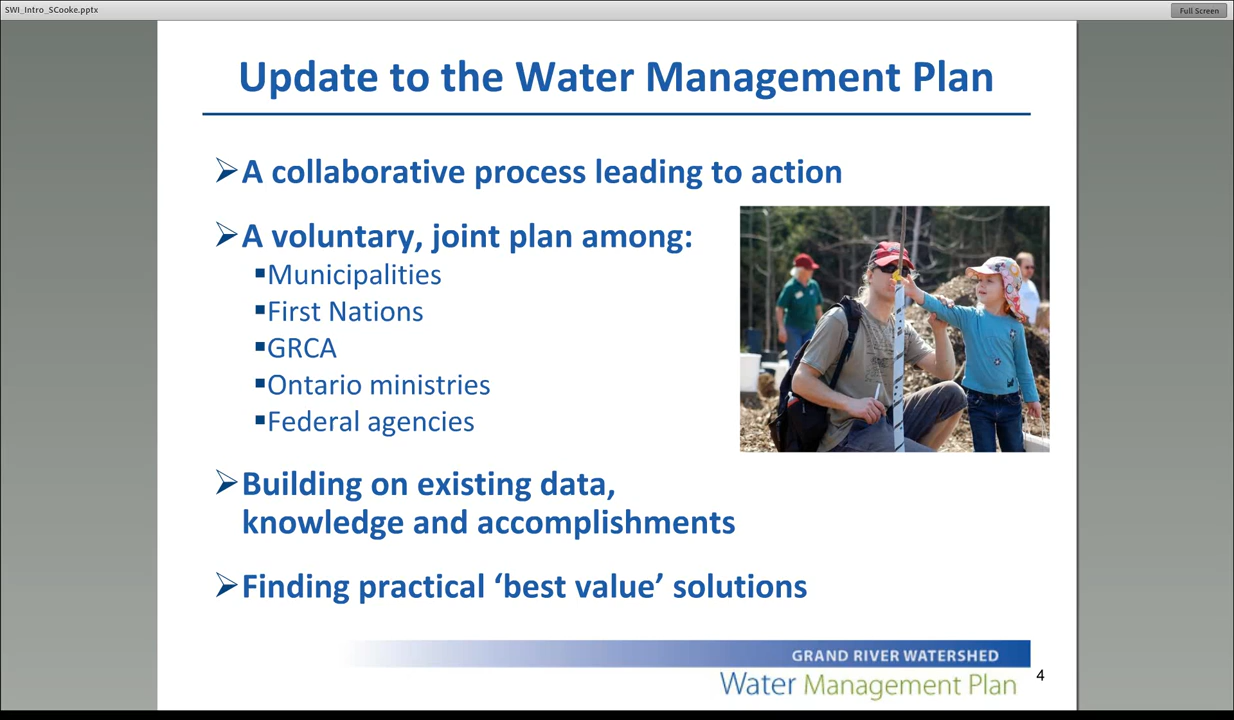 SWI_Intro_SCooke.pptx
Full Screen
Update to the Water Management Plan
➢A collaborative process leading to action
➢A voluntary, joint plan among:
▪Municipalities
▪First Nations
▪GRCA
▪Ontario ministries
▪Federal agencies
➢Building on existing data,
knowledge and accomplishments
➢Finding practical ‘best value’ solutions
GRAND RIVER WATERSHED
Water Management Plan
4